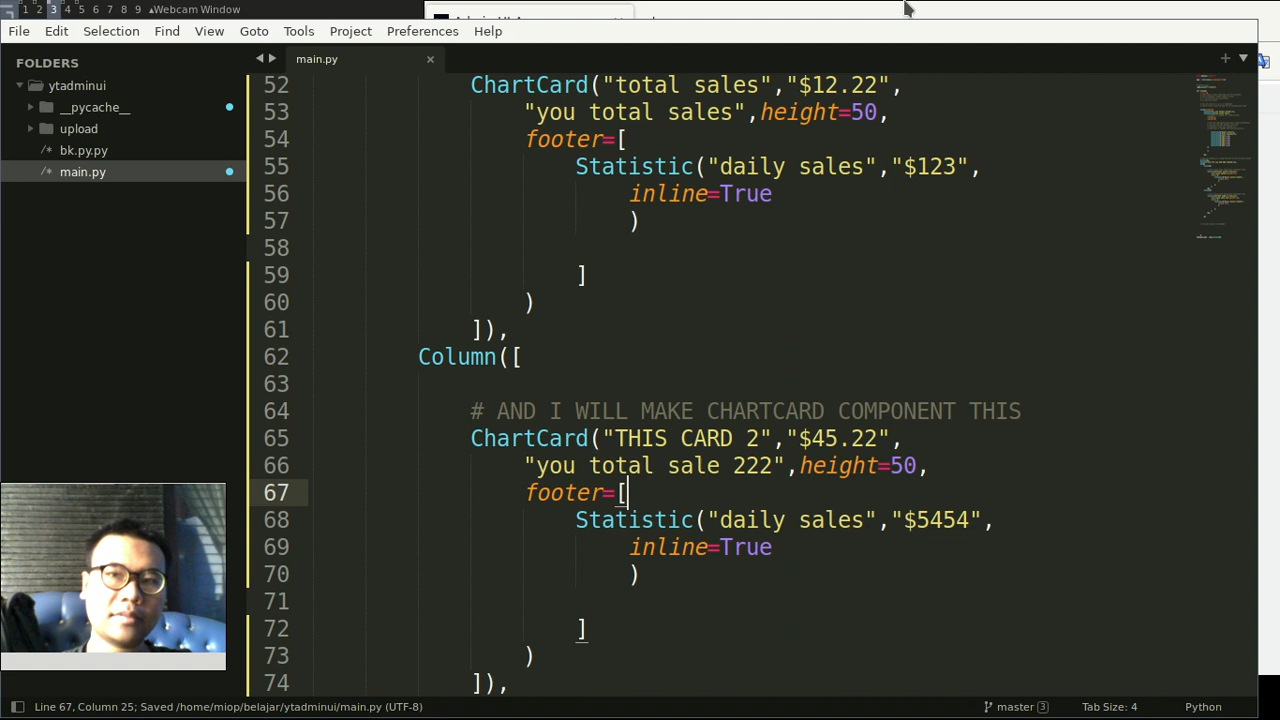 1 2 3 4 5 6 7 8 9 ▴Webcam Window
File Edit Selection Find View Goto Tools Project Preferences Help
FOLDERS
ytadminui
__pycache__
upload
/* bk.py.py
/* main.py
main.py ×
52 ChartCard("total sales","$12.22",
53 "you total sales",height=50,
54 footer=[
55 Statistic("daily sales","$123",
56 inline=True
57 )
58
59 ]
60 )
61 ]),
62 Column([
63
64 # AND I WILL MAKE CHARTCARD COMPONENT THIS
65 ChartCard("THIS CARD 2","$45.22",
66 "you total sale 222",height=50,
67 footer=[
68 Statistic("daily sales","$5454",
69 inline=True
70 )
71
72 ]
73 )
74 ]),
Line 67, Column 25; Saved /home/miop/belajar/ytadminui/main.py (UTF-8)
master 3
Tab Size: 4
Python